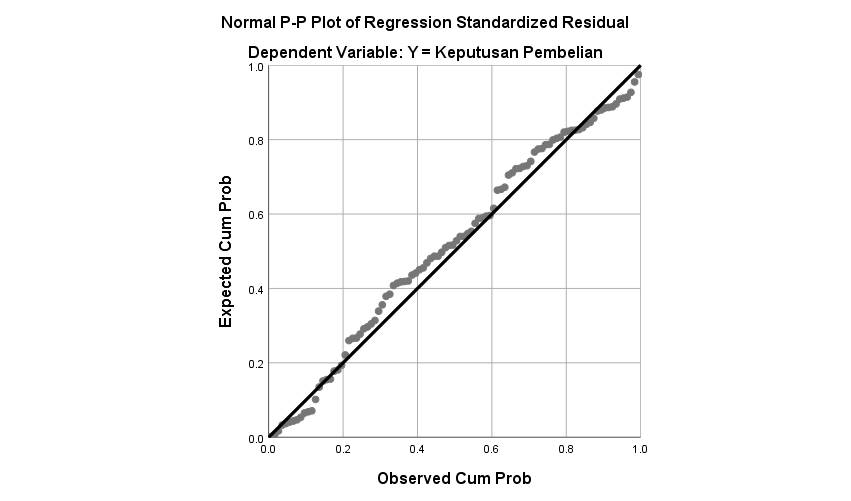 Normal P-P Plot of Regression Standardized Residual
Dependent Variable: Y = Keputusan Pembelian
1.0
0.8
0.6
0.4
0.2
0.0
Expected Cum Prob
0.0 0.2 0.4 0.6 0.8 1.0
Observed Cum Prob